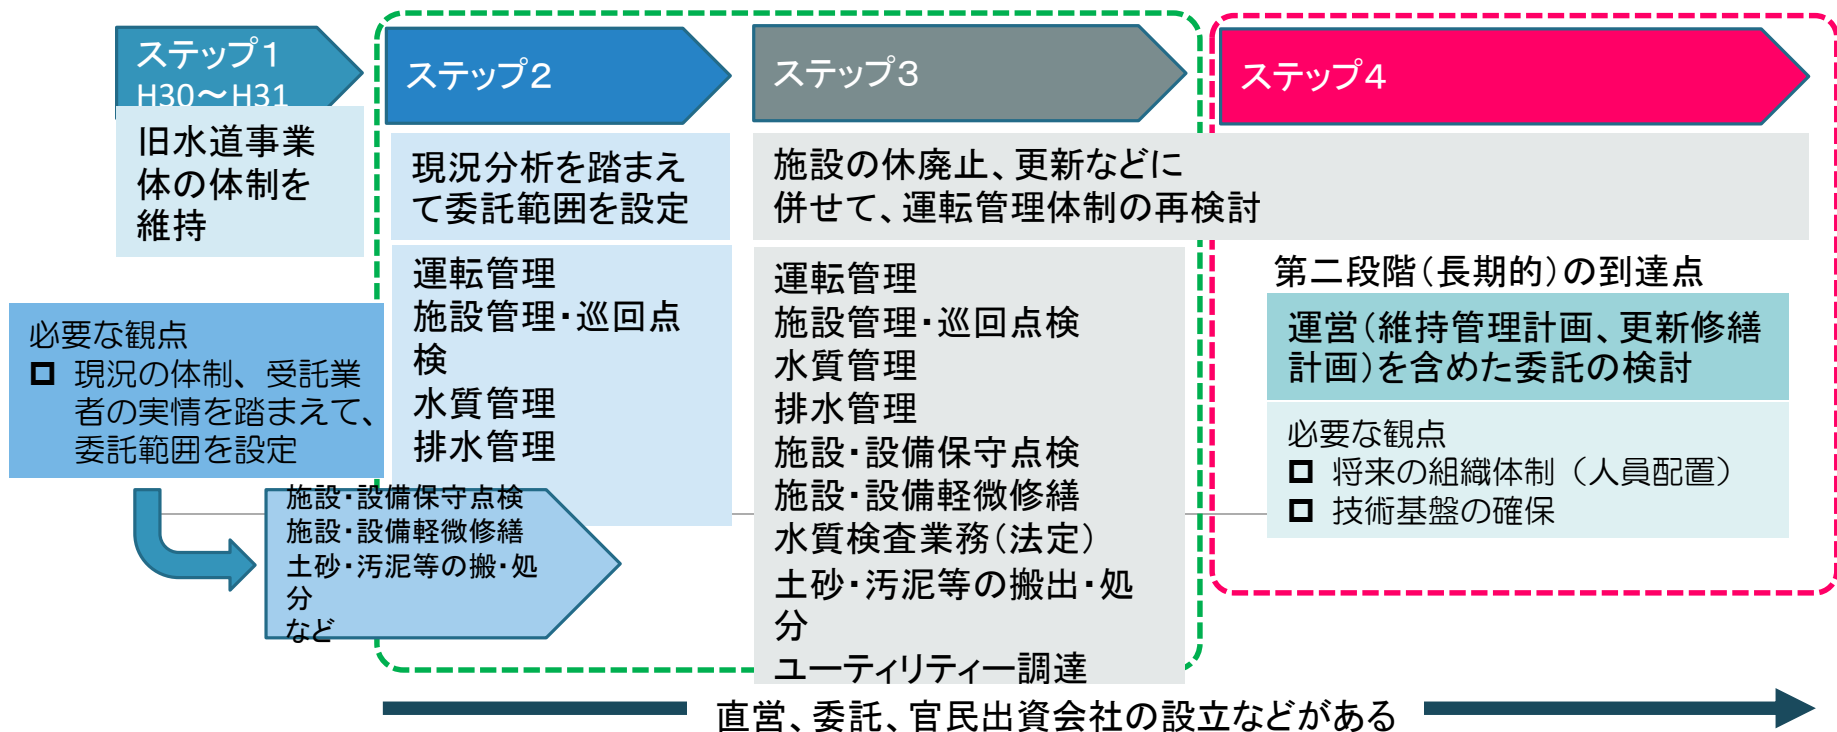 ステップ1
H30～H31
旧水道事業
体の体制を
維持
必要な観点
現況の体制、受託業
者の実情を踏まえて、
委託範囲を設定
施設・設備保守点検
施設・設備軽微修繕
土砂・汚泥等の搬・処
分
など
ステップ2
現況分析を踏まえ
て委託範囲を設定
運転管理
施設管理・巡回点
検
水質管理
排水管理
ステップ3
施設の休廃止、更新などに
併せて、運転管理体制の再検討
運転管理
施設管理・巡回点検
水質管理
排水管理
施設・設備保守点検
施設・設備軽微修繕
水質検査業務(法定)
土砂・汚泥等の搬出・処
分
ユーティリティー調達
ステップ4
第二段階(長期的)の到達点
運営(維持管理計画、更新修繕
計画)を含めた委託の検討
必要な観点
将来の組織体制（人員配置）
技術基盤の確保
直営、委託、官民出資会社の設立などがある